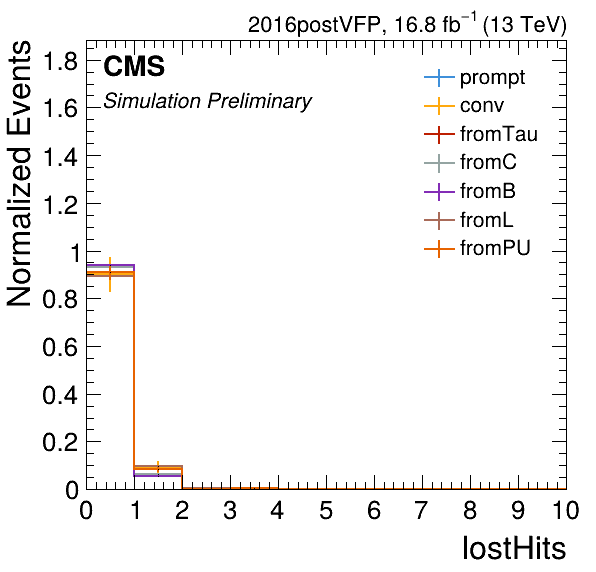 2016postVFP, 16.8 fb⁻¹ (13 TeV)
CMS
Simulation Preliminary
prompt
conv
fromTau
fromC
fromB
fromL
fromPU
Normalized Events
1.8
1.6
1.4
1.2
1
0.8
0.6
0.4
0.2
0
0 1 2 3 4 5 6 7 8 9 10
lostHits